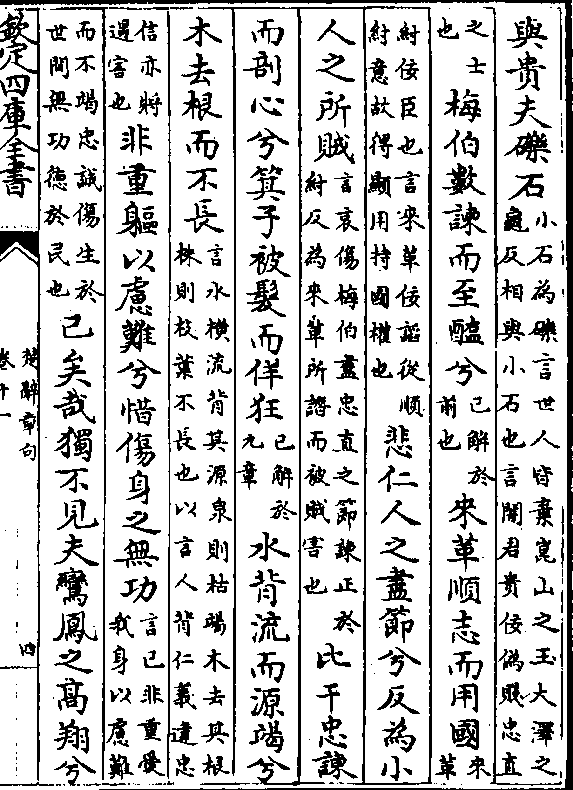 與貴夫礫石小石為礫言世人皆棄崑山之玉大澤之
龜反相與小石也言闇君貴佞偽賤忠直
之士
也梅伯數諫而至醢兮已解於
前也來革順志而用國來
革
紂佞臣也言來革佞諂從順
紂意故得顯用持國權也悲仁人之盡節兮反為小
人之所賊言哀傷梅伯盡忠直之節諫正於
紂反為來革所譖而被賊害也比干忠諫
而剖心兮箕子被髮而佯狂已解於
九章水背流而源竭兮
木去根而不長言水橫流背其源泉則枯竭木去其根
株則枝葉不長也以言人背仁義違忠
信亦將
遇害也非重軀以慮難兮惜傷身之無功言己非重愛
我身以慮難
而不竭忠誠傷生於
世間無功德於民也已矣哉獨不見夫鸞鳳之高翔兮
欽定四庫全書
楚辭章句
卷十一
四